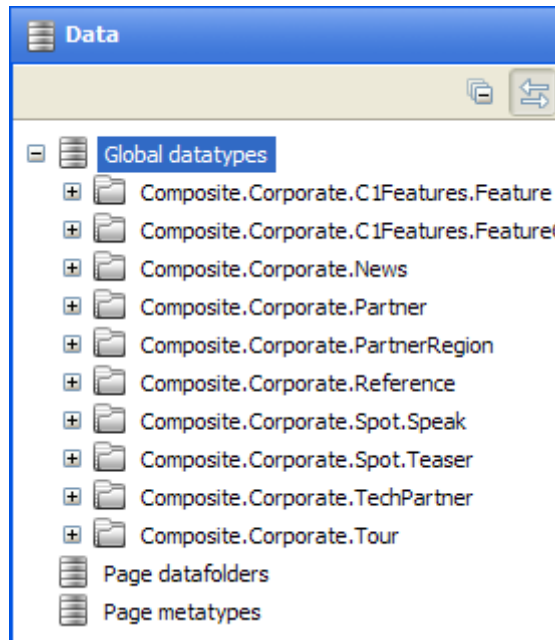 Data
Global datatypes
Composite.Corporate.C1Features.Feature
Composite.Corporate.C1Features.Feature
Composite.Corporate.News
Composite.Corporate.Partner
Composite.Corporate.PartnerRegion
Composite.Corporate.Reference
Composite.Corporate.Spot.Speak
Composite.Corporate.Spot.Teaser
Composite.Corporate.TechPartner
Composite.Corporate.Tour
Page datafolders
Page metatypes